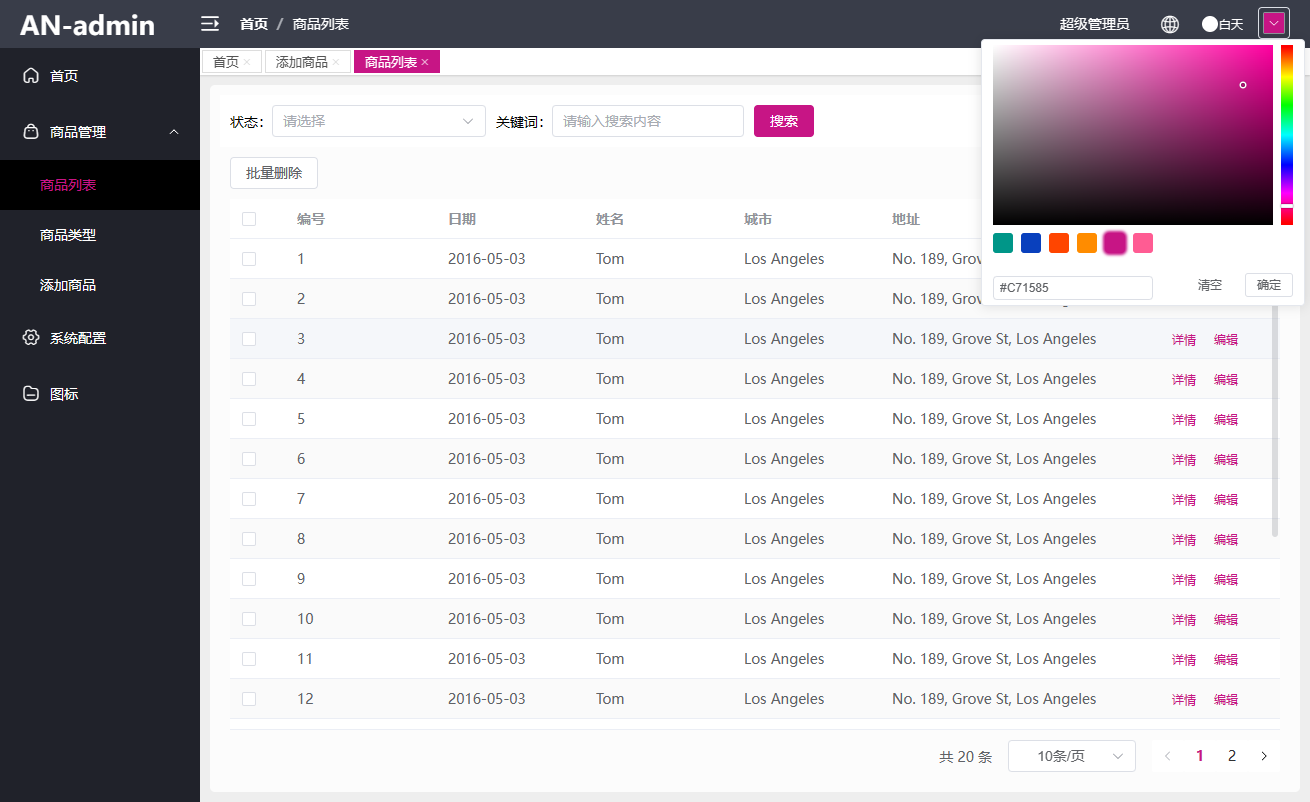 AN-admin 首页 / 商品列表 超级管理员 白天
首页 × 添加商品 × 商品列表 ×
首页
商品管理
商品列表
商品类型
添加商品
系统配置
图标
状态： 请选择 关键词： 请输入搜索内容 搜索
批量删除
#C71585 清空 确定
编号 日期 姓名 城市 地址
1 2016-05-03 Tom Los Angeles No. 189, Grov
2 2016-05-03 Tom Los Angeles No. 189, Grov
3 2016-05-03 Tom Los Angeles No. 189, Grove St, Los Angeles 详情 编辑
4 2016-05-03 Tom Los Angeles No. 189, Grove St, Los Angeles 详情 编辑
5 2016-05-03 Tom Los Angeles No. 189, Grove St, Los Angeles 详情 编辑
6 2016-05-03 Tom Los Angeles No. 189, Grove St, Los Angeles 详情 编辑
7 2016-05-03 Tom Los Angeles No. 189, Grove St, Los Angeles 详情 编辑
8 2016-05-03 Tom Los Angeles No. 189, Grove St, Los Angeles 详情 编辑
9 2016-05-03 Tom Los Angeles No. 189, Grove St, Los Angeles 详情 编辑
10 2016-05-03 Tom Los Angeles No. 189, Grove St, Los Angeles 详情 编辑
11 2016-05-03 Tom Los Angeles No. 189, Grove St, Los Angeles 详情 编辑
12 2016-05-03 Tom Los Angeles No. 189, Grove St, Los Angeles 详情 编辑
共 20 条 10条/页 1 2